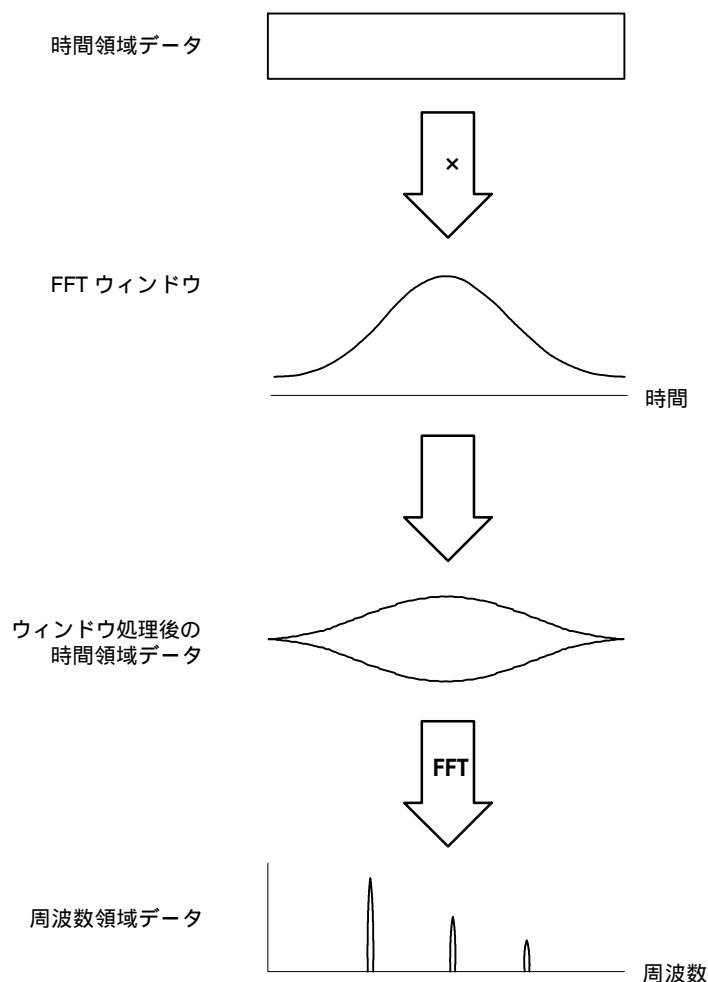 時間領域データ
×
FFT ウィンドウ
時間
ウィンドウ処理後の
時間領域データ
FFT
周波数領域データ
周波数